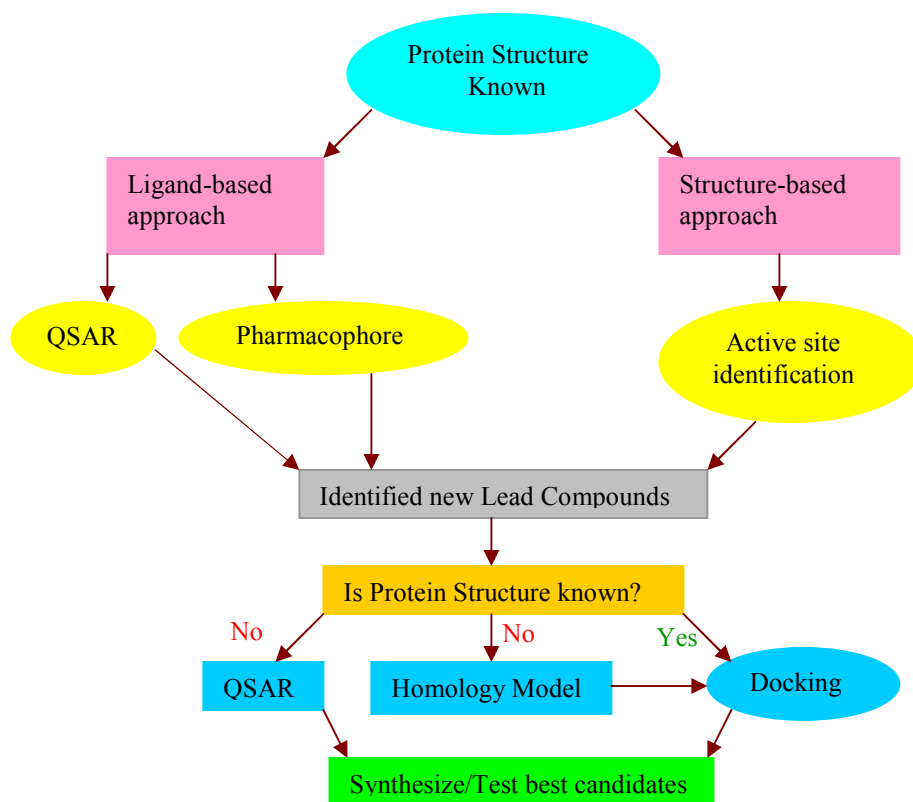 Protein Structure
Known
Ligand-based
approach
Structure-based
approach
QSAR
Pharmacophore
Active site
identification
Identified new Lead Compounds
Is Protein Structure known?
No
No
Yes
QSAR
Homology Model
Docking
Synthesize/Test best candidates